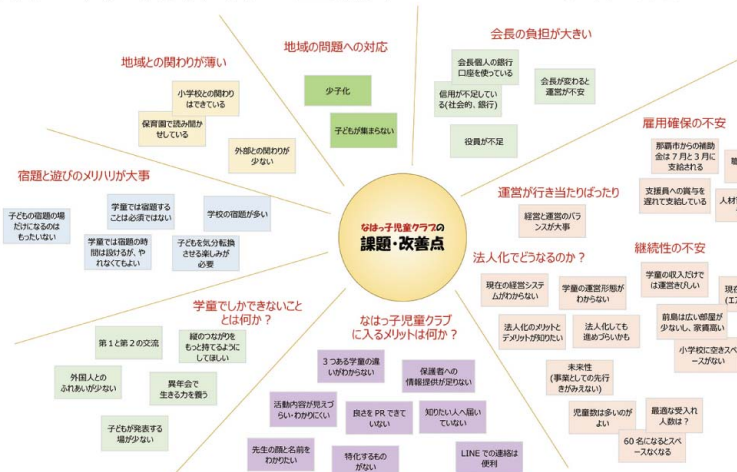 地域との関わりが薄い
小学校との関わり
はできている
保育園で読み聞か
せしている
外部との関わりが
少ない
地域の問題への対応
少子化
子どもが集まらない
会長の負担が大きい
会長個人の銀行
口座を使っている
信用が不足してい
る(社会的、銀行)
会長が変わると
運営が不安
役員が不足
雇用確保の不安
那覇市からの補助
金は7月と3月に
支給される
支援員への賞与を
遅れて支給している
宿題と遊びのメリハリが大事
子どもの宿題の場
だけになるのは
もったいない
学童では宿題する
ことは必須ではない
学校の宿題が多い
学童では宿題の時
間は設けるが、や
れなくてもよい
子どもを気分転換
させる楽しみが
必要
なはっ子児童クラブの
課題・改善点
運営が行き当たりばったり
経営と運営のバラ
ンスが大事
法人化でどうなるのか？
現在の経営システ
ムがわからない
学童の運営形態が
わからない
法人化のメリットと
デメリットが知りたい
法人化しても
進めづらいかも
未来性
(事業としての先行
きがみえない)
継続性の不安
学童の収入だけで
は運営きびしい
前島は広い部屋が
少ないし、家賃高い
小学校に空きスペ
ースがない
児童数は多いのが
よい
最適な受入れ
人数は？
60名になるとスペ
ースなくなる
学童でしかできないこと
とは何か？
第1と第2の交流
縦のつながりを
もっと持てるように
してほしい
外国人との
ふれあいが少ない
異年令で
生きる力を養う
子どもが発表する
場が少ない
なはっ子児童クラブ
に入るメリットは何か？
3つある学童の違
いがわからない
保護者への
情報提供が足りない
活動内容が見えづ
らい・わかりにくい
良さをPRできて
いない
知りたい人へ届い
ていない
先生の顔と名前を
わかりたい
特化するもの
がない
LINEでの連絡は
便利